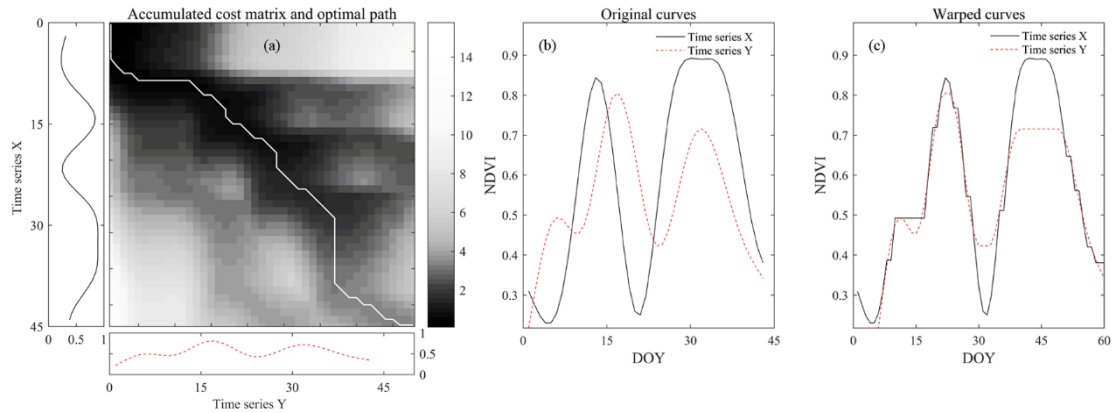 Accumulated cost matrix and optimal path
(a)
Time series X
0
15
30
45
0 0.5 1
14
12
10
8
6
4
2
1
0.5
0
0 15 30 45
Time series Y
Original curves
(b)
Time series X
Time series Y
NDVI
0.9
0.8
0.7
0.6
0.5
0.4
0.3
0 15 30 45
DOY
Warped curves
(c)
Time series X
Time series Y
NDVI
0.9
0.8
0.7
0.6
0.5
0.4
0.3
0 15 30 45 60
DOY